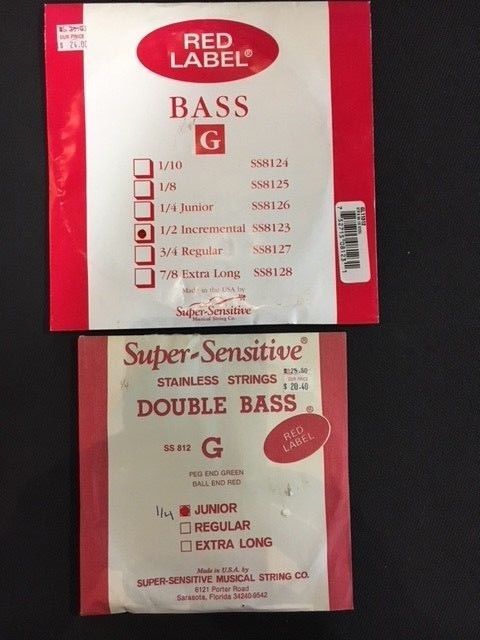 OUR PRICE
$ 24.00
RED
LABEL®
BASS
G
1/10 SS8124
1/8 SS8125
1/4 Junior SS8126
1/2 Incremental SS8123
3/4 Regular SS8127
7/8 Extra Long SS8128
Made in the USA by
Super-Sensitive
Musical String Co.
Super-Sensitive®
1/4
STAINLESS STRINGS
OUR PRICE
$ 20.40
DOUBLE BASS®
RED
LABEL
SS 812 G
PEG END GREEN
BALL END RED
1/4 JUNIOR
REGULAR
EXTRA LONG
Made in U.S.A. by
SUPER-SENSITIVE MUSICAL STRING CO.
6121 Porter Road
Sarasota, Florida 34240-9542